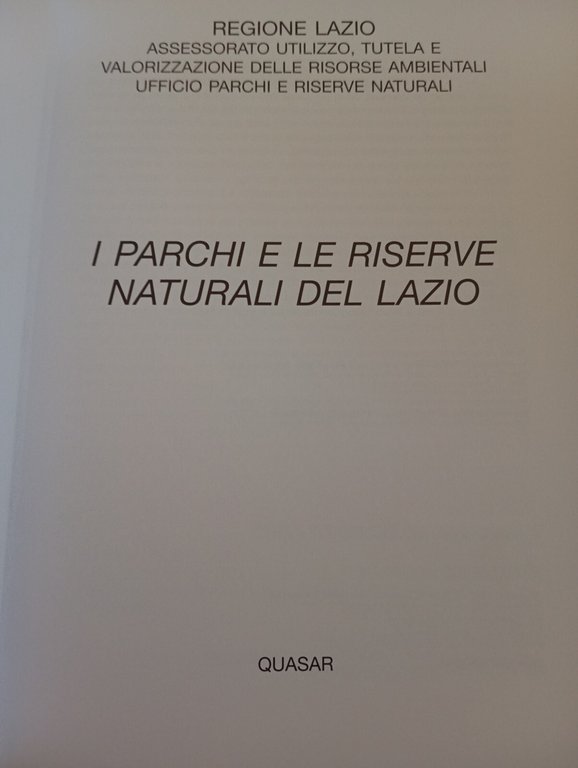 REGIONE LAZIO
ASSESSORATO UTILIZZO, TUTELA E
VALORIZZAZIONE DELLE RISORSE AMBIENTALI
UFFICIO PARCHI E RISERVE NATURALI
I PARCHI E LE RISERVE
NATURALI DEL LAZIO
QUASAR